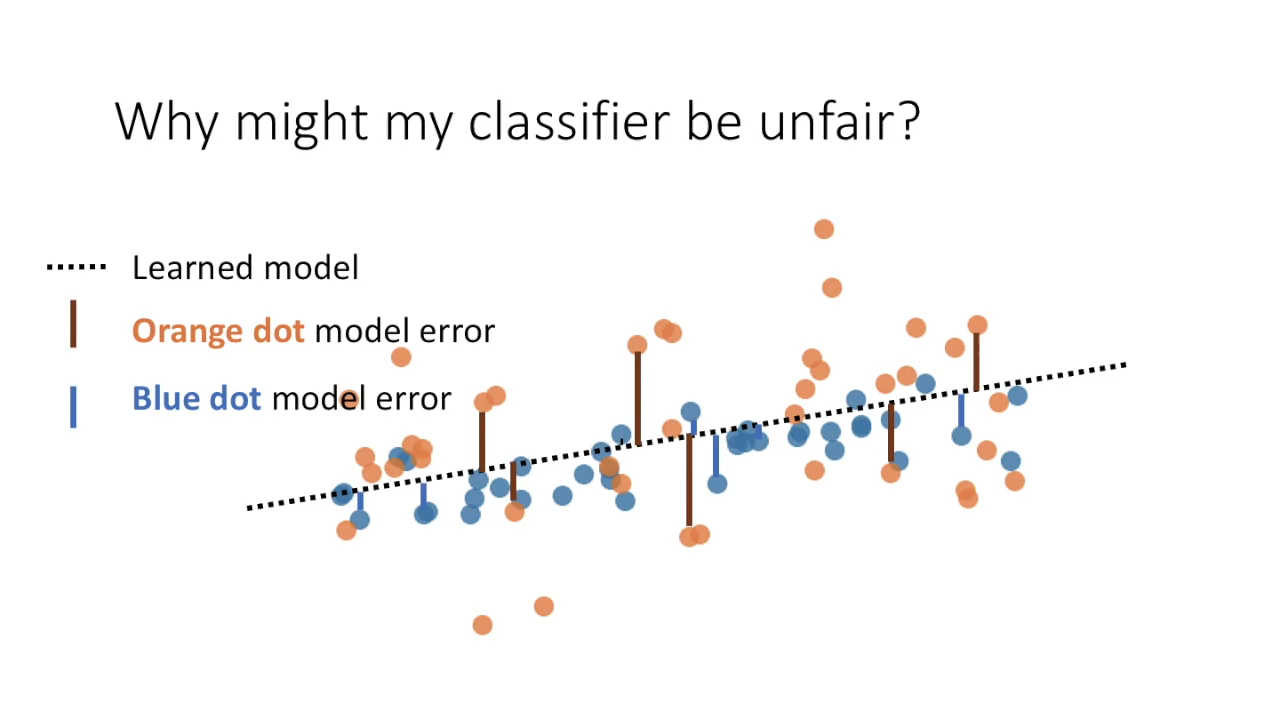 Why might my classifier be unfair?
Learned model
Orange dot model error
Blue dot model error